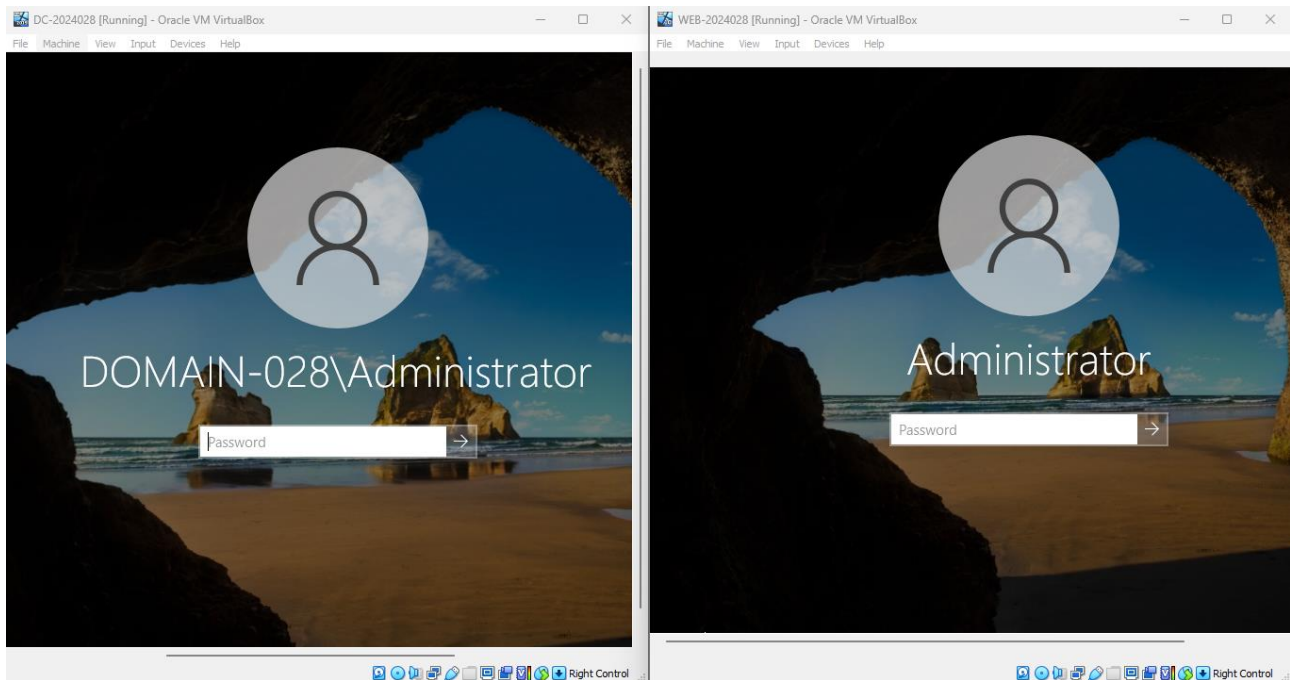 DC-2024028 [Running] - Oracle VM VirtualBox
File Machine View Input Devices Help
DOMAIN-028\Administrator
Password
Right Control
WEB-2024028 [Running] - Oracle VM VirtualBox
File Machine View Input Devices Help
Administrator
Password
Right Control